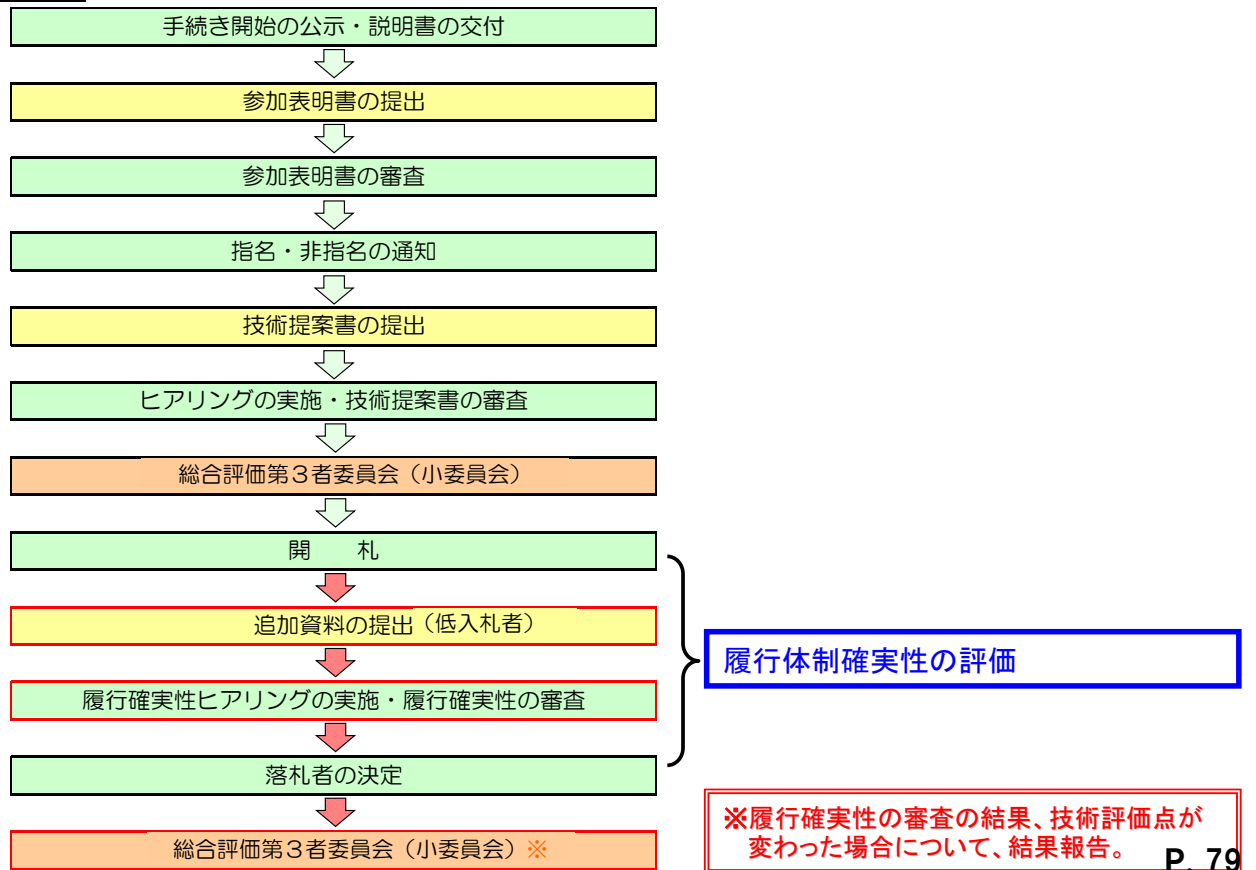 手続き開始の公示・説明書の交付
参加表明書の提出
参加表明書の審査
指名・非指名の通知
技術提案書の提出
ヒアリングの実施・技術提案書の審査
総合評価第３者委員会（小委員会）
開　　札
追加資料の提出（低入札者）
履行確実性ヒアリングの実施・履行確実性の審査
落札者の決定
総合評価第３者委員会（小委員会）※
履行体制確実性の評価
※履行確実性の審査の結果、技術評価点が
変わった場合について、結果報告。
P. 79